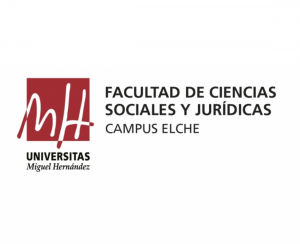 MH
UNIVERSITAS
Miguel Hernández
FACULTAD DE CIENCIAS
SOCIALES Y JURÍDICAS
CAMPUS ELCHE